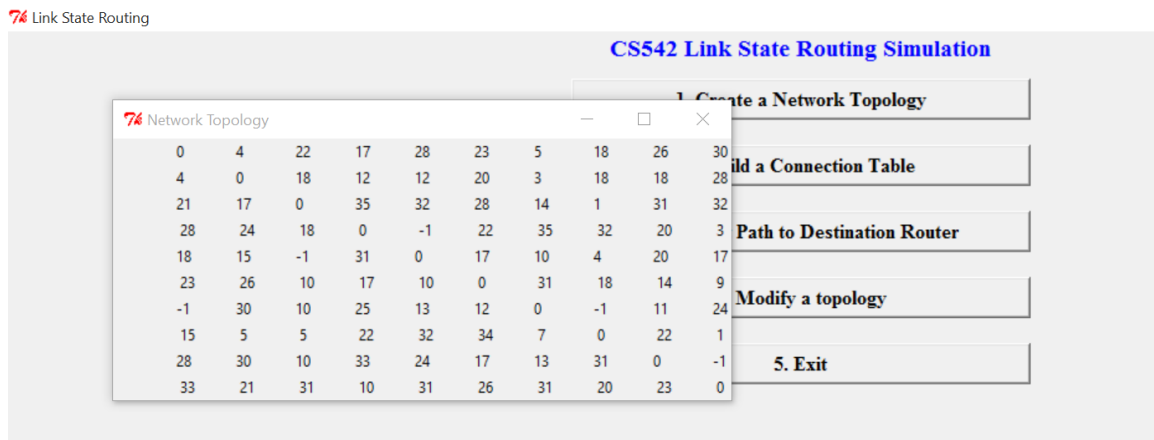 Link State Routing
CS542 Link State Routing Simulation
a Network Topology
Network Topology
0 4 22 17 28 23 5 18 26 30
4 0 18 12 12 20 3 18 18 28
21 17 0 35 32 28 14 1 31 32
28 24 18 0 -1 22 35 32 20 3
18 15 -1 31 0 17 10 4 20 17
23 26 10 17 10 0 31 18 14 9
-1 30 10 25 13 12 0 -1 11 24
15 5 5 22 32 34 7 0 22 1
28 30 10 33 24 17 13 31 0 -1
33 21 31 10 31 26 31 20 23 0
a Connection Table
Path to Destination Router
Modify a topology
5. Exit